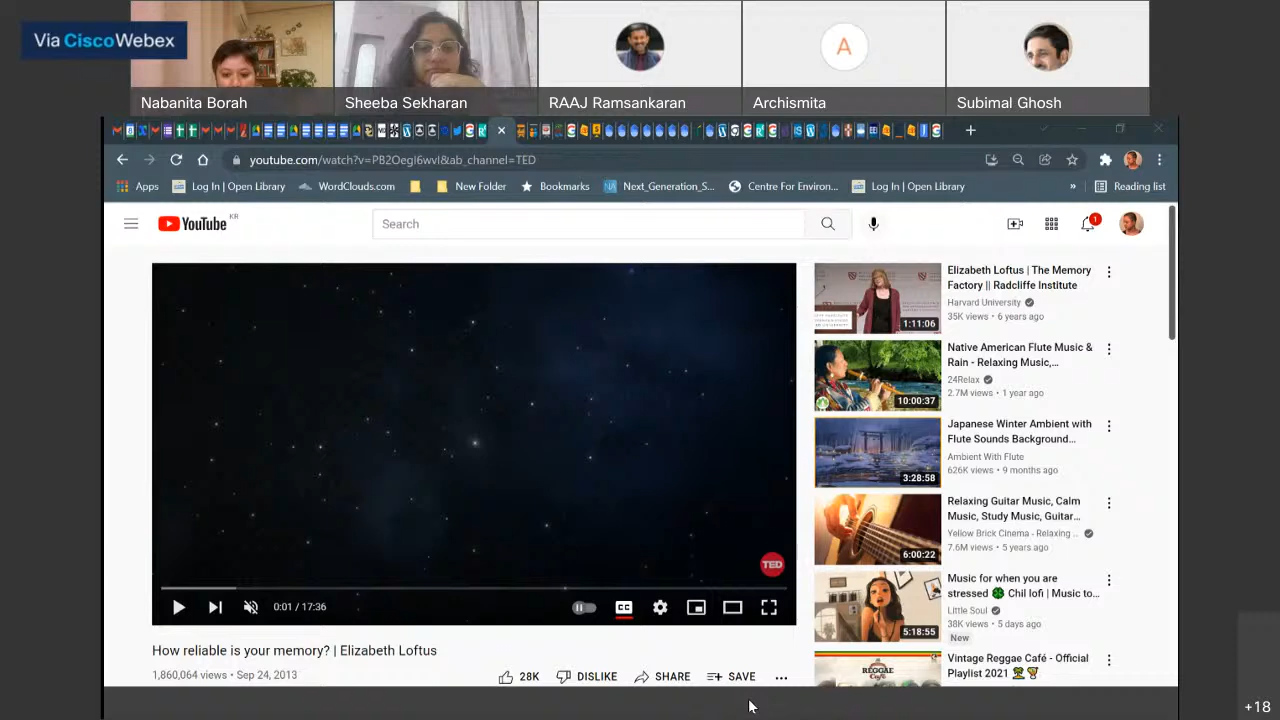 Via CiscoWebex
Nabanita Borah
Sheeba Sekharan
RAAJ Ramsankaran
A
Archismita
Subimal Ghosh
youtube.com/watch?v=PB2OegI6wvI&ab_channel=TED
Apps
Log In | Open Library
WordClouds.com
New Folder
Bookmarks
Next_Generation_S...
Centre For Environ...
Log In | Open Library
»
Reading list
YouTube KR
Search
1
TED
0:01 / 17:36
CC
How reliable is your memory? | Elizabeth Loftus
1,860,064 views • Sep 24, 2013
28K
DISLIKE
SHARE
SAVE
...
1:11:06
Elizabeth Loftus | The Memory
Factory || Radcliffe Institute
Harvard University
35K views • 6 years ago
10:00:37
Native American Flute Music &
Rain - Relaxing Music,...
24Relax
2.7M views • 1 year ago
3:28:58
Japanese Winter Ambient with
Flute Sounds Background...
Ambient With Flute
626K views • 9 months ago
6:00:22
Relaxing Guitar Music, Calm
Music, Study Music, Guitar...
Yellow Brick Cinema - Relaxing ...
7.6M views • 5 years ago
5:18:55
Music for when you are
stressed 🍀 Chil lofi | Music to...
Little Soul
38K views • 5 days ago
New
REGGAE
Vintage Reggae Café - Official
Playlist 2021 🏝️🏆
+18